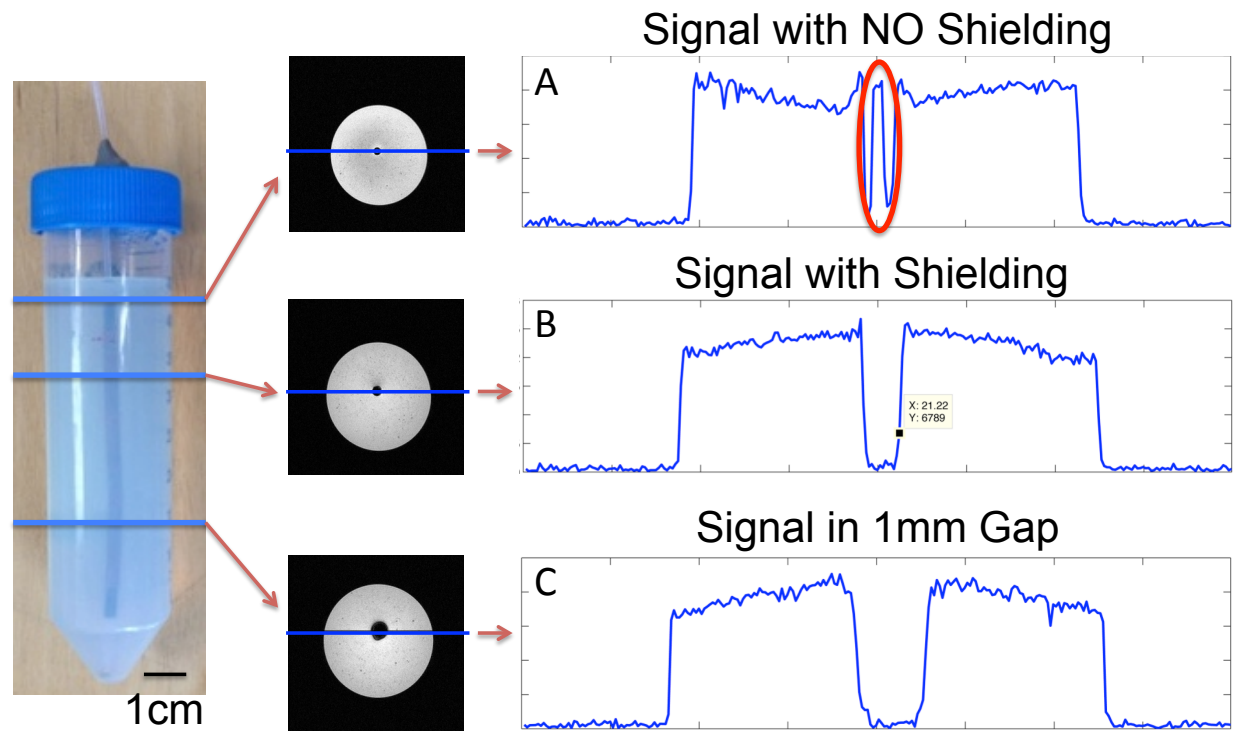 Signal with NO Shielding
A
Signal with Shielding
B
X: 21.22
Y: 6789
Signal in 1mm Gap
C
1cm